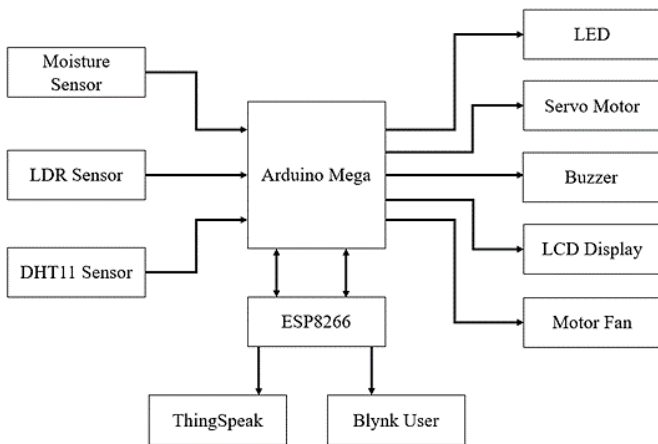 Moisture
Sensor
LDR Sensor
DHT11 Sensor
Arduino Mega
ESP8266
ThingSpeak
Blynk User
LED
Servo Motor
Buzzer
LCD Display
Motor Fan